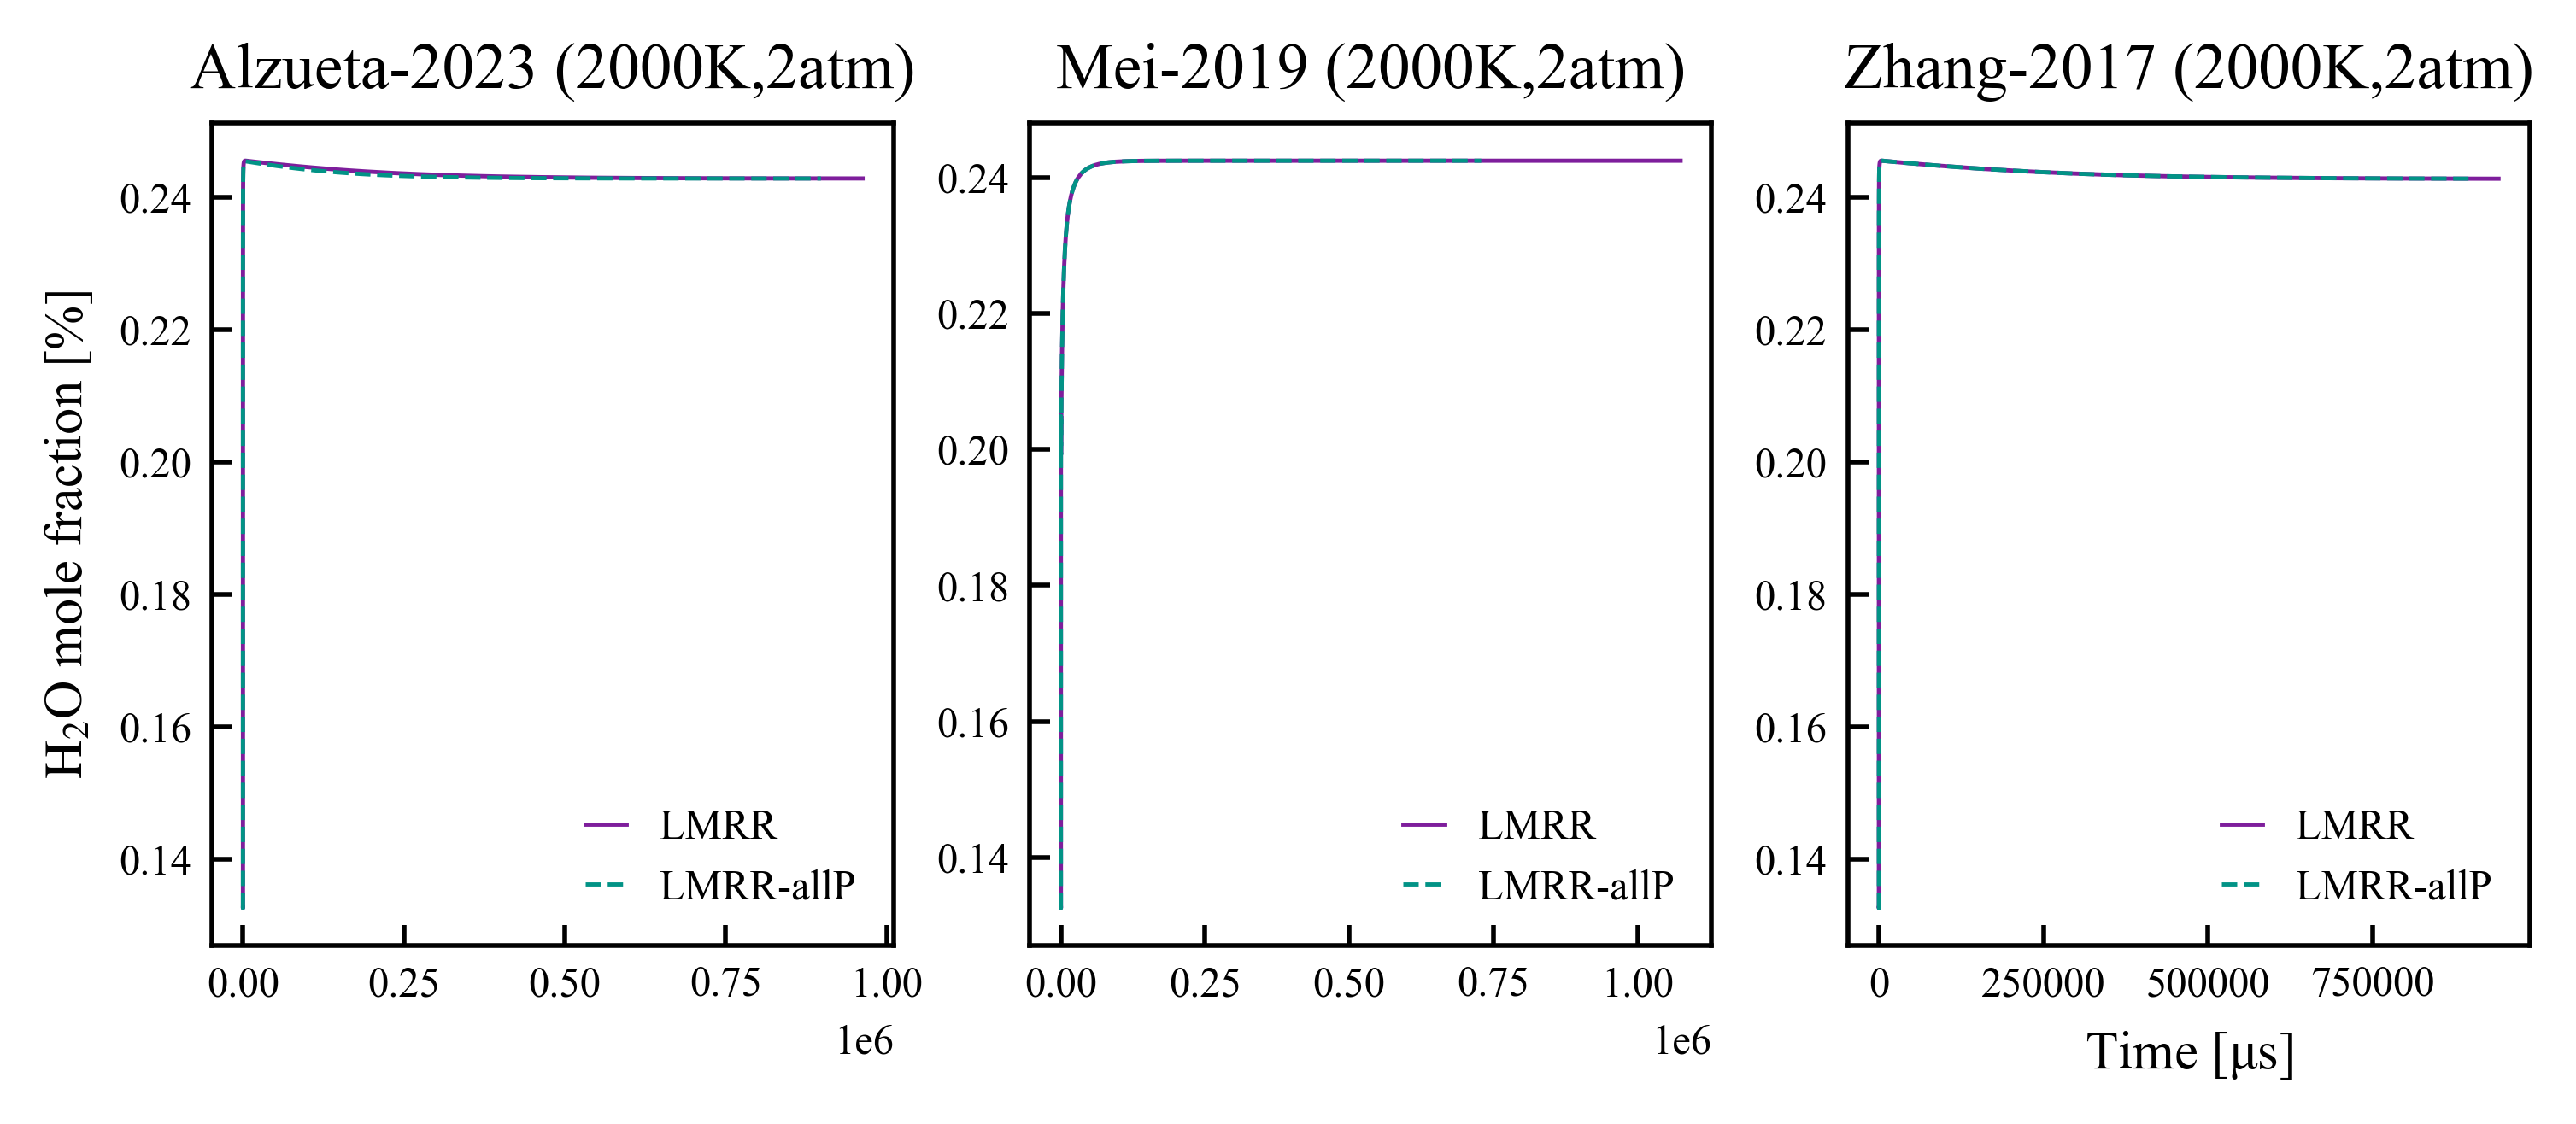 Alzueta-2023 (2000K,2atm)
H₂O mole fraction [%]
0.24
0.22
0.20
0.18
0.16
0.14
LMRR
LMRR-allP
0.00 0.25 0.50 0.75 1.00
1e6
Mei-2019 (2000K,2atm)
0.24
0.22
0.20
0.18
0.16
0.14
LMRR
LMRR-allP
0.00 0.25 0.50 0.75 1.00
1e6
Zhang-2017 (2000K,2atm)
0.24
0.22
0.20
0.18
0.16
0.14
LMRR
LMRR-allP
0 250000 500000 750000
Time [μs]